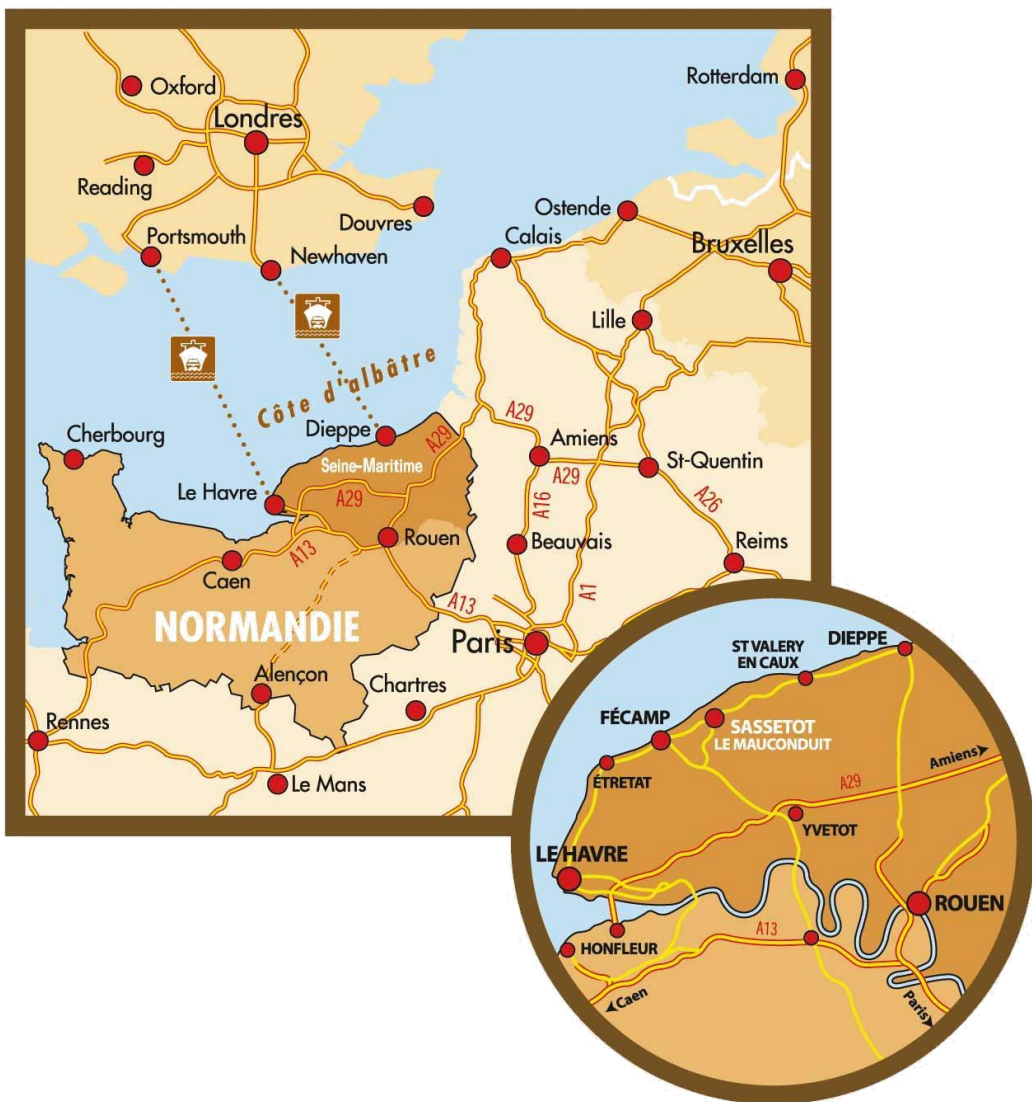 Oxford
Rotterdam
Londres
Reading
Douvres
Ostende
Portsmouth
Calais
Bruxelles
Newhaven
Lille
Côte d'albâtre
Cherbourg
Dieppe
A29
A29
Amiens
St-Quentin
Seine-Maritime
A29
Le Havre
A29
A16
A26
Rouen
Beauvais
Reims
A13
Caen
A1
A13
NORMANDIE
Paris
Alençon
Chartres
Rennes
Le Mans
DIEPPE
ST VALERY
EN CAUX
FÉCAMP
SASSETOT
LE MAUCONDUIT
Amiens
ÉTRETAT
A29
YVETOT
LE HAVRE
ROUEN
A13
HONFLEUR
Caen
Paris